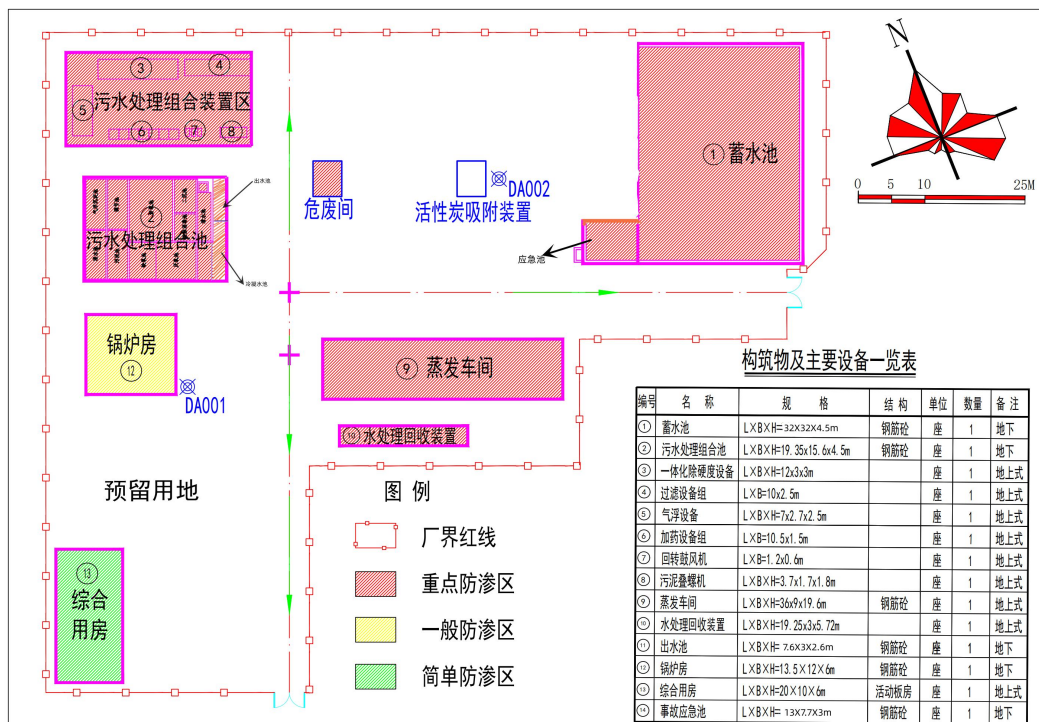 N
0 5 10 25M
③ ④
⑤ 污水处理组合装置区
⑥ ⑦ ⑧
① 蓄水池
危废间
DA002
活性炭吸附装置
出水池
②
污水处理组合池
应急池
冷凝水池
锅炉房
⑫
DA001
⑨ 蒸发车间
⑩ 水处理回收装置
预留用地
⑬
综合
用房
图 例
厂界红线
重点防渗区
一般防渗区
简单防渗区
构筑物及主要设备一览表
编号 名 称 规 格 结 构 单位 数量 备 注
① 蓄水池 L×B×H=32X32X4.5m 钢筋砼 座 1 地下
② 污水处理组合池 L×B×H=19.35x15.6x4.5m 钢筋砼 座 1 地下
③ 一体化除硬度设备 L×B×H=12x3x3m 座 1 地上式
④ 过滤设备组 L×B=10x2.5m 座 1 地上式
⑤ 气浮设备 L×B×H=7x2.7x2.5m 座 1 地上式
⑥ 加药设备组 L×B=10.5x1.5m 座 1 地上式
⑦ 回转鼓风机 L×B=1.2x0.6m 座 1 地上式
⑧ 污泥叠螺机 L×B×H=3.7x1.7x1.8m 座 1 地上式
⑨ 蒸发车间 L×B×H=36x9x19.6m 钢筋砼 座 1 地上式
⑩ 水处理回收装置 L×B×H=19.25x3x5.72m 座 1 地上式
⑪ 出水池 L×B×H= 7.6X3X2.6m 钢筋砼 座 1 地下
⑫ 锅炉房 L×B×H=13.5×12×6m 钢筋砼 座 1 地下
⑬ 综合用房 L×B×H=20×10×6m 活动板房 座 1 地上式
⑭ 事故应急池 L×B×H= 13X7.7X3m 钢筋砼 座 1 地下